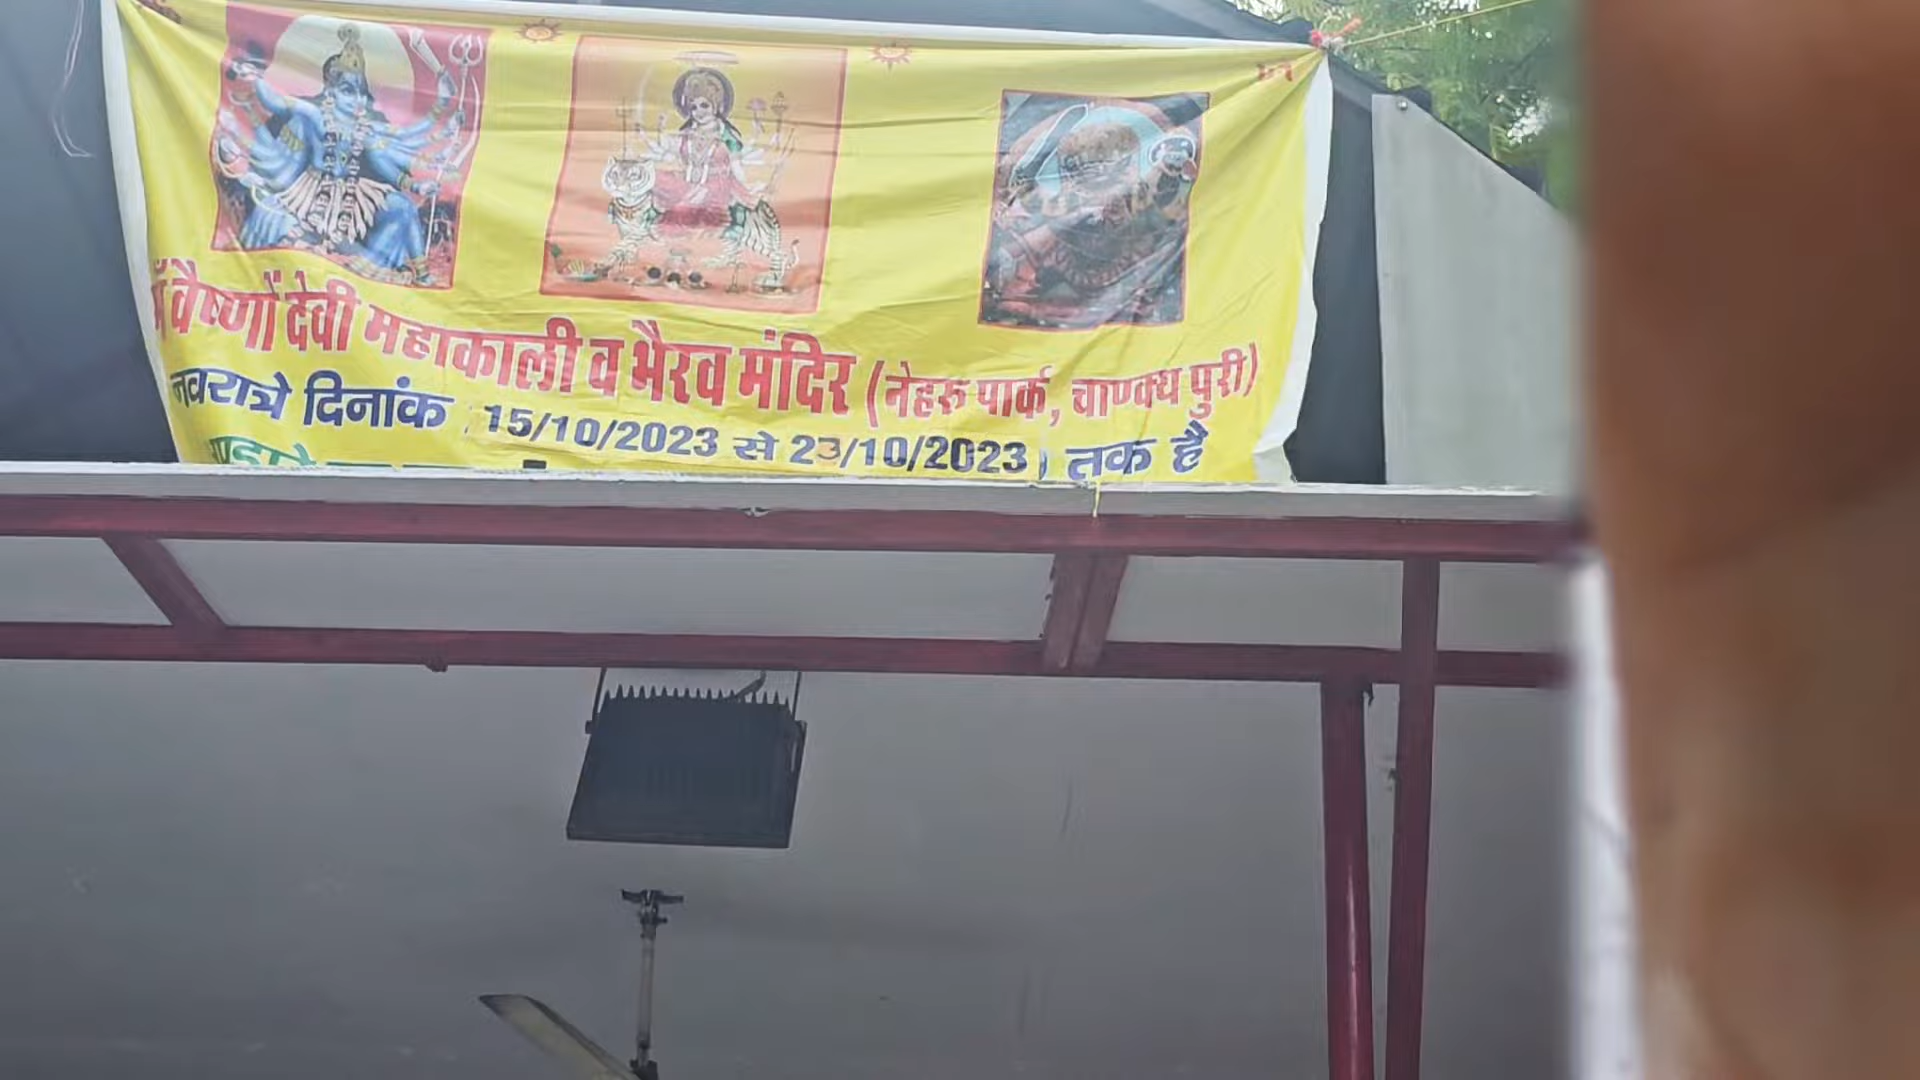 माँ वैष्णों देवी महाकाली व भैरव मंदिर (नेहरू पार्क, चाणक्य पुरी)
नवरात्रे दिनांक : 15/10/2023 से 23/10/2023 तक है